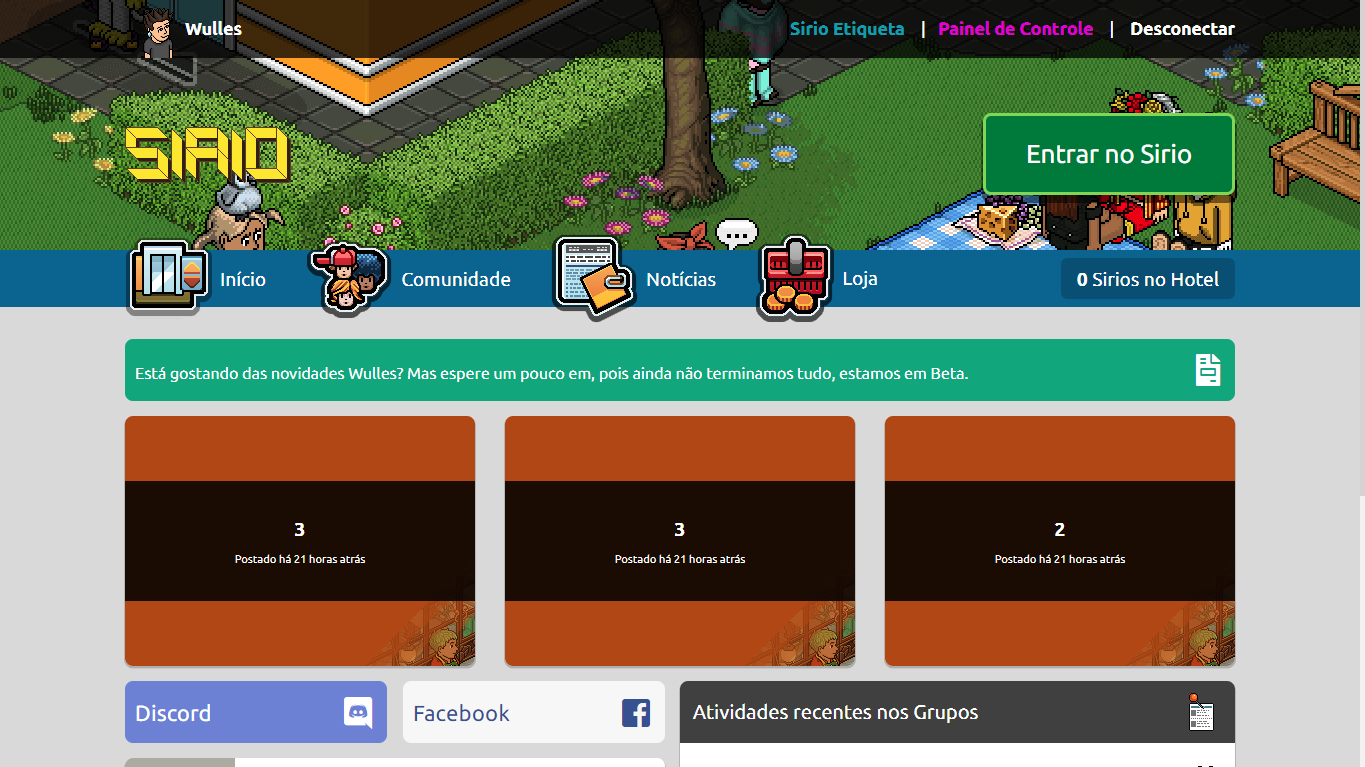 Wulles
Sirio Etiqueta | Painel de Controle | Desconectar
SIRIO
Entrar no Sirio
Início
Comunidade
Notícias
Loja
0 Sirios no Hotel
Está gostando das novidades Wulles? Mas espere um pouco em, pois ainda não terminamos tudo, estamos em Beta.
3
Postado há 21 horas atrás
3
Postado há 21 horas atrás
2
Postado há 21 horas atrás
Discord
Facebook
Atividades recentes nos Grupos